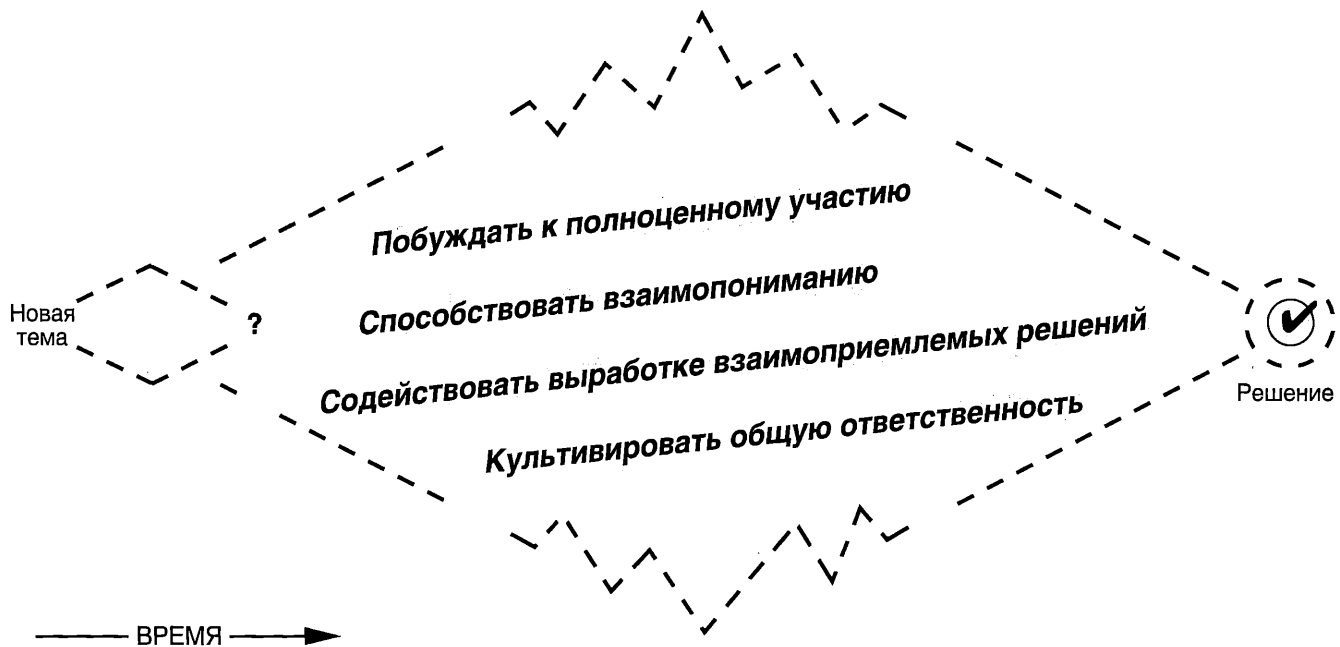 Побуждать к полноценному участию
Способствовать взаимопониманию
Новая
тема
?
Содействовать выработке взаимоприемлемых решений
Решение
Культивировать общую ответственность
ВРЕМЯ